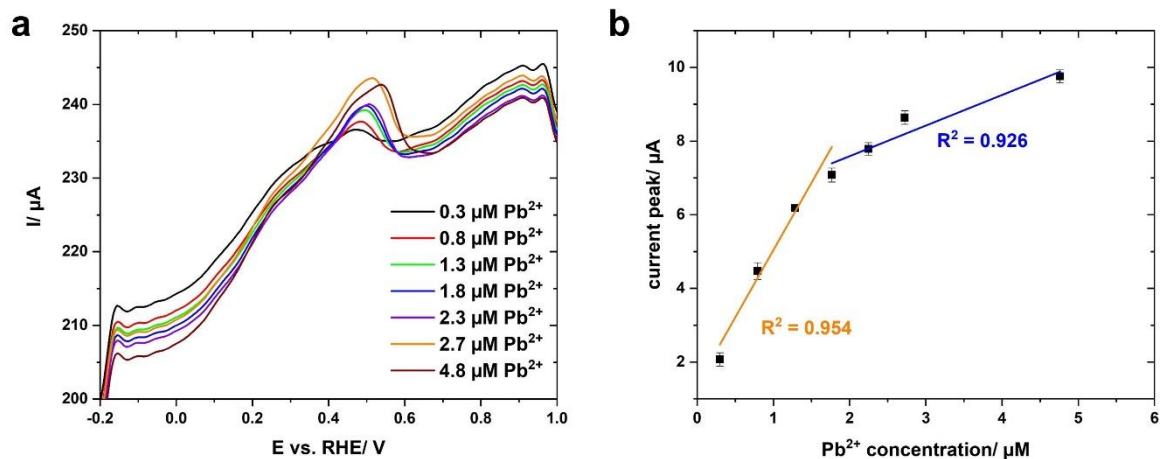 a
I/ µA
250
240
230
220
210
200
-0.2
0.0
0.2
0.4
0.6
0.8
1.0
E vs. RHE/ V
0.3 µM Pb²⁺
0.8 µM Pb²⁺
1.3 µM Pb²⁺
1.8 µM Pb²⁺
2.3 µM Pb²⁺
2.7 µM Pb²⁺
4.8 µM Pb²⁺
b
current peak/ µA
10
8
6
4
2
0
1
2
3
4
5
6
Pb²⁺ concentration/ µM
R² = 0.926
R² = 0.954